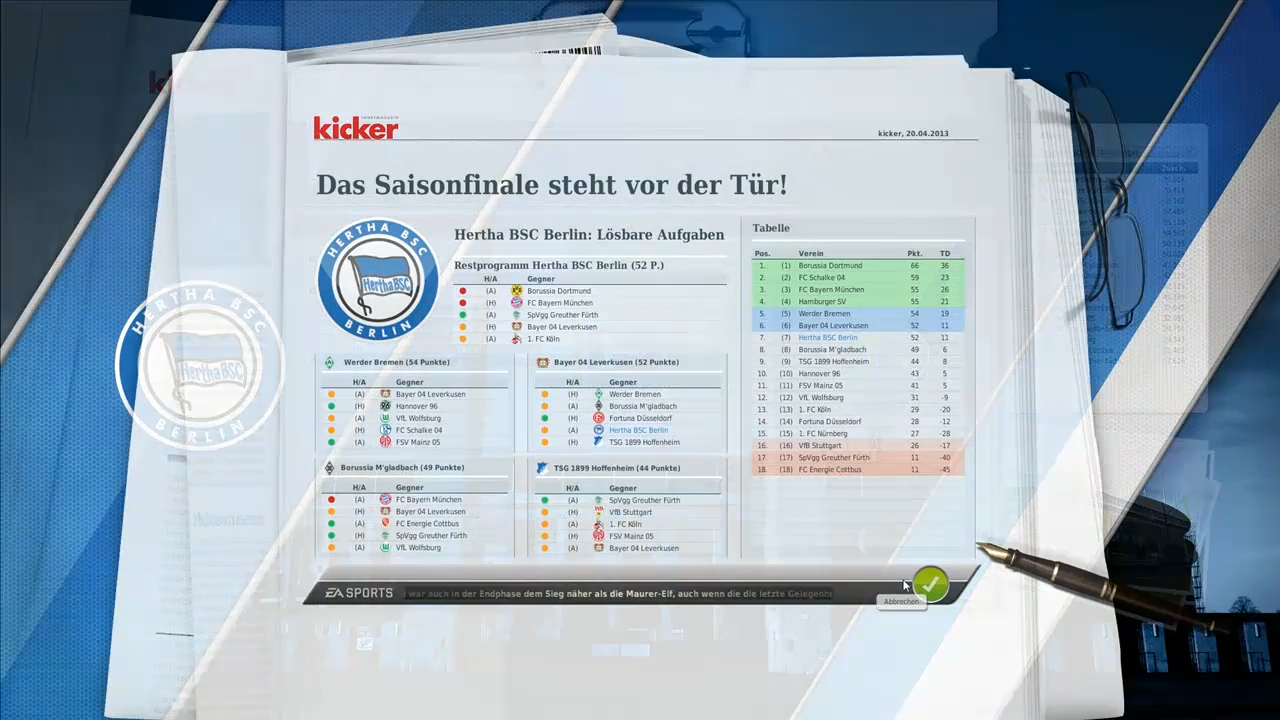 SPORTMAGAZIN
kicker
kicker, 20.04.2013
Das Saisonfinale steht vor der Tür!
HERTHA BSC
Hertha BSC
BERLIN
Hertha BSC Berlin: Lösbare Aufgaben
Restprogramm Hertha BSC Berlin (52 P.)
H/A Gegner
(A) Borussia Dortmund
(H) FC Bayern München
(A) SpVgg Greuther Fürth
(H) Bayer 04 Leverkusen
(A) 1. FC Köln
Werder Bremen (54 Punkte)
H/A Gegner
(A) Bayer 04 Leverkusen
(H) Hannover 96
(A) VfL Wolfsburg
(H) FC Schalke 04
(A) FSV Mainz 05
Bayer 04 Leverkusen (52 Punkte)
H/A Gegner
(H) Werder Bremen
(A) Borussia M'gladbach
(H) Fortuna Düsseldorf
(A) Hertha BSC Berlin
(H) TSG 1899 Hoffenheim
Borussia M'gladbach (49 Punkte)
H/A Gegner
(A) FC Bayern München
(H) Bayer 04 Leverkusen
(A) FC Energie Cottbus
(H) SpVgg Greuther Fürth
(A) VfL Wolfsburg
TSG 1899 Hoffenheim (44 Punkte)
H/A Gegner
(A) SpVgg Greuther Fürth
(H) VfB Stuttgart
(A) 1. FC Köln
(H) FSV Mainz 05
(A) Bayer 04 Leverkusen
Tabelle
Pos. Verein Pkt. TD
1. (1) Borussia Dortmund 66 36
2. (2) FC Schalke 04 59 23
3. (3) FC Bayern München 55 26
4. (4) Hamburger SV 55 21
5. (5) Werder Bremen 54 19
6. (6) Bayer 04 Leverkusen 52 11
7. (7) Hertha BSC Berlin 52 11
8. (8) Borussia M'gladbach 49 6
9. (9) TSG 1899 Hoffenheim 44 8
10. (10) Hannover 96 43 5
11. (11) FSV Mainz 05 41 5
12. (12) VfL Wolfsburg 31 -9
13. (13) 1. FC Köln 29 -20
14. (14) Fortuna Düsseldorf 28 -12
15. (15) 1. FC Nürnberg 27 -28
16. (16) VfB Stuttgart 26 -17
17. (17) SpVgg Greuther Fürth 11 -40
18. (18) FC Energie Cottbus 11 -45
EA SPORTS
war auch in der Endphase dem Sieg näher als die Maurer-Elf, auch wenn die die letzte Gelegenh
Abbrechen
HERTHA BSC
Hertha BSC
BERLIN